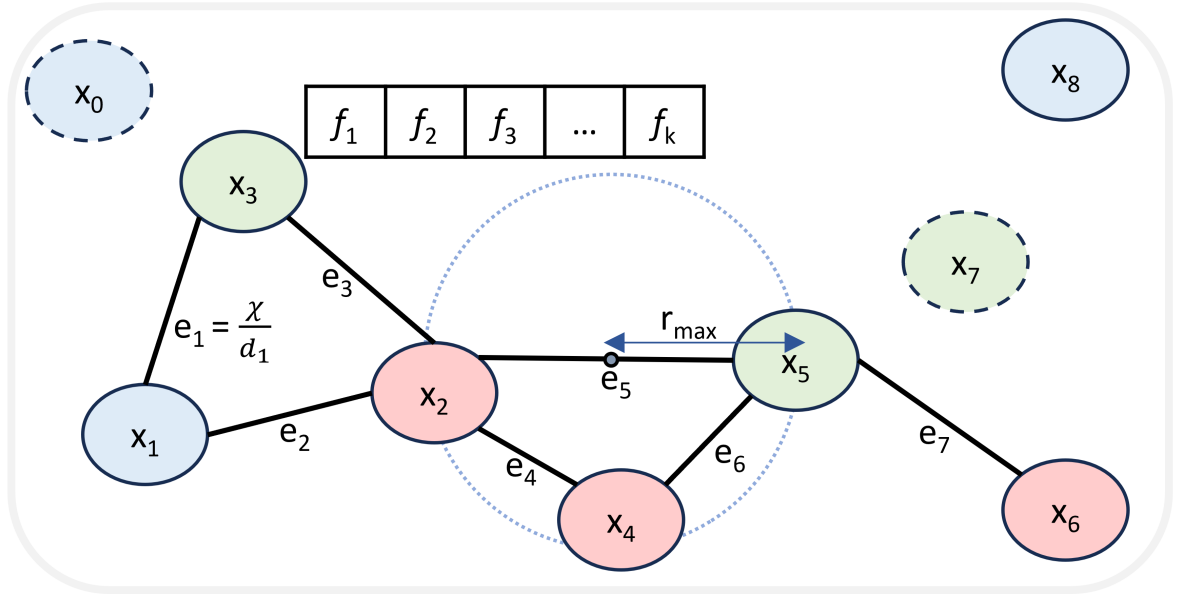 x₈
x₀
f₁ f₂ f₃ ... fₖ
x₃
x₇
e₃
e₁ = χ/d₁
rₘₐₓ
x₅
e₅
x₂
x₁
e₂
e₇
e₆
e₄
x₄
x₆